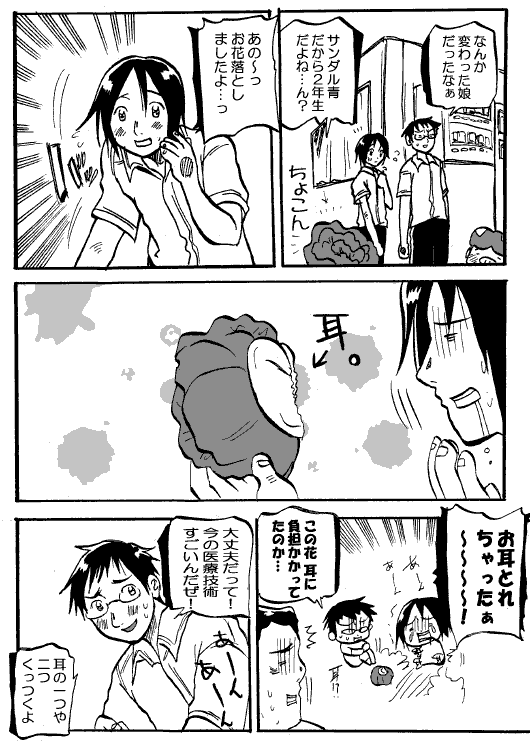 なんか
変わった娘
だったなぁ
サンダル青
だから２年生
だよね…ん？
ちょこん
あの～っ
お花落とし
ましたよ…っ
耳。
お耳とれ
ちゃったぁ
～～～～！
あ～
あ～
この花 耳に
負担かかって
たのか…
耳!?
大丈夫だって！
今の医療技術
すごいんだぜ！
あーん
あーん
耳の一つや
二つ
くっつくよ